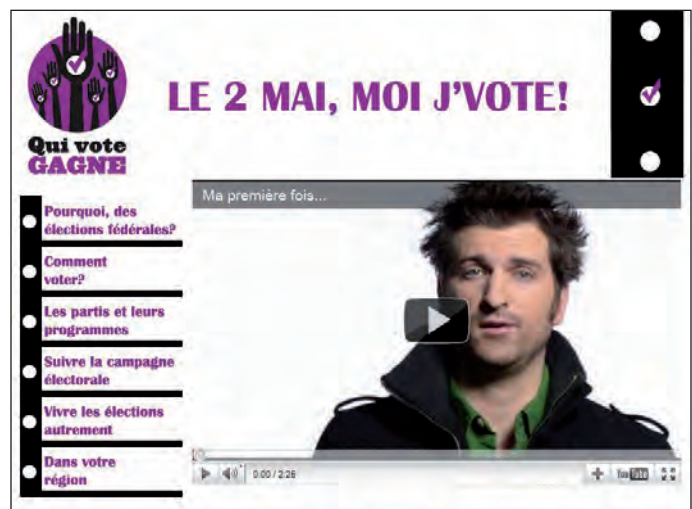 LE 2 MAI, MOI J'VOTE!
Qui vote
GAGNE
Ma première fois...
Pourquoi, des
élections fédérales?
Comment
voter?
Les partis et leurs
programmes
Suivre la campagne
électorale
Vivre les élections
autrement
Dans votre
région
0:00 / 2:26
YouTube